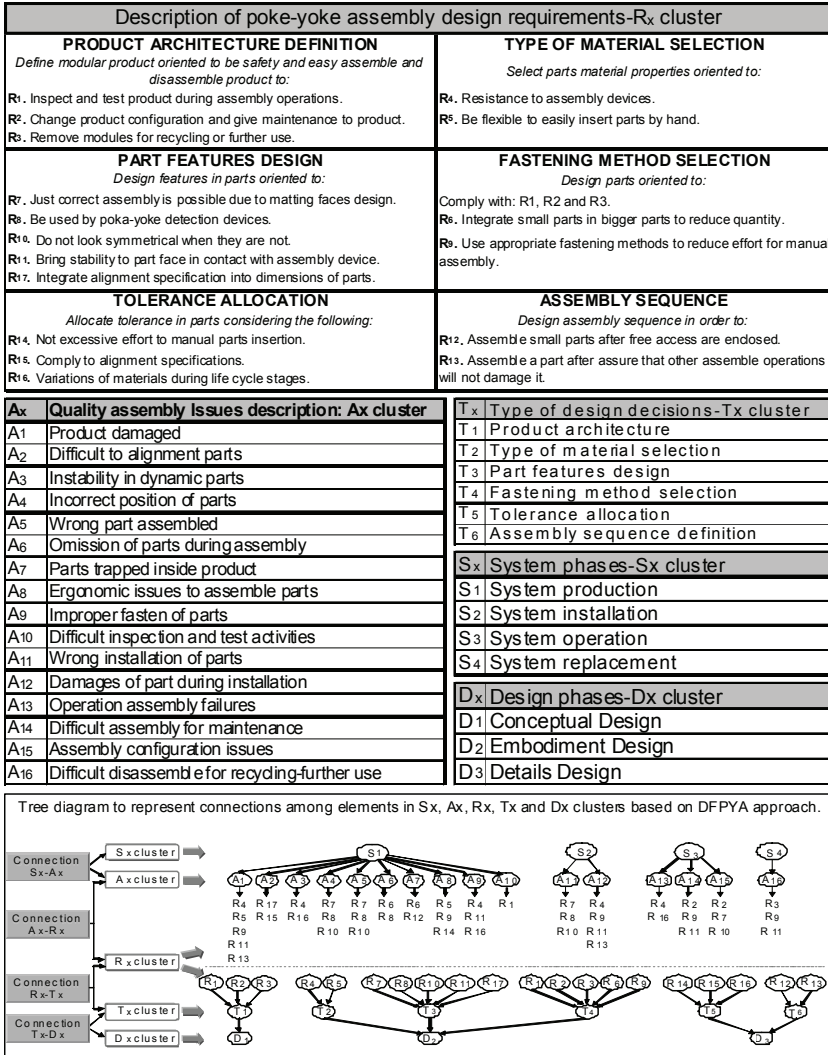 Description of poke-yoke assembly design requirements-Rx cluster
PRODUCT ARCHITECTURE DEFINITION
Define modular product oriented to be safety and easy assemble and
disassemble product to:
R1. Inspect and test product during assembly operations.
R2. Change product configuration and give maintenance to product.
R3. Remove modules for recycling or further use.
TYPE OF MATERIAL SELECTION
Select parts material properties oriented to:
R4. Resistance to assembly devices.
R5. Be flexible to easily insert parts by hand.
PART FEATURES DESIGN
Design features in parts oriented to:
R7. Just correct assembly is possible due to matting faces design.
R8. Be used by poka-yoke detection devices.
R10. Do not look symmetrical when they are not.
R11. Bring stability to part face in contact with assembly device.
R17. Integrate alignment specification into dimensions of parts.
FASTENING METHOD SELECTION
Design parts oriented to:
Comply with: R1, R2 and R3.
R6. Integrate small parts in bigger parts to reduce quantity.
R9. Use appropriate fastening methods to reduce effort for manual
assembly.
TOLERANCE ALLOCATION
Allocate tolerance in parts considering the following:
R14. Not excessive effort to manual parts insertion.
R15. Comply to alignment specifications.
R16. Variations of materials during life cycle stages.
ASSEMBLY SEQUENCE
Design assembly sequence in order to:
R12. Assemble small parts after free access are enclosed.
R13. Assemble a part after assure that other assemble operations
will not damage it.
Ax Quality assembly Issues description: Ax cluster
A1 Product damaged
A2 Difficult to alignment parts
A3 Instability in dynamic parts
A4 Incorrect position of parts
A5 Wrong part assembled
A6 Omission of parts during assembly
A7 Parts trapped inside product
A8 Ergonomic issues to assemble parts
A9 Improper fasten of parts
A10 Difficult inspection and test activities
A11 Wrong installation of parts
A12 Damages of part during installation
A13 Operation assembly failures
A14 Difficult assembly for maintenance
A15 Assembly configuration issues
A16 Difficult disassemble for recycling-further use
Tx Type of design decisions-Tx cluster
T1 Product architecture
T2 Type of material selection
T3 Part features design
T4 Fastening method selection
T5 Tolerance allocation
T6 Assembly sequence definition
Sx System phases-Sx cluster
S1 System production
S2 System installation
S3 System operation
S4 System replacement
Dx Design phases-Dx cluster
D1 Conceptual Design
D2 Embodiment Design
D3 Details Design
Tree diagram to represent connections among elements in Sx, Ax, Rx, Tx and Dx clusters based on DFPYA approach.
Connection
Sx-Ax
Connection
Ax-Rx
Connection
Rx-Tx
Connection
Tx-Dx
Sx cluster
Ax cluster
Rx cluster
Tx cluster
Dx cluster
S1 S2 S3 S4
A1 A2 A3 A4 A5 A6 A7 A8 A9 A10 A11 A12 A13 A14 A15 A16
R4 R17 R4 R7 R7 R6 R6 R5 R4 R1 R7 R4 R4 R2 R2 R3
R5 R15 R16 R8 R8 R8 R12 R9 R11 R8 R9 R16 R9 R7 R9
R9 R10 R10 R14 R16 R10 R11 R11 R10 R11
R11 R13
R13
R1 R2 R3 R4 R5 R7 R8 R10 R11 R17 R1 R2 R3 R6 R9 R14 R15 R16 R12 R13
T1 T2 T3 T4 T5 T6
D1 D2 D3